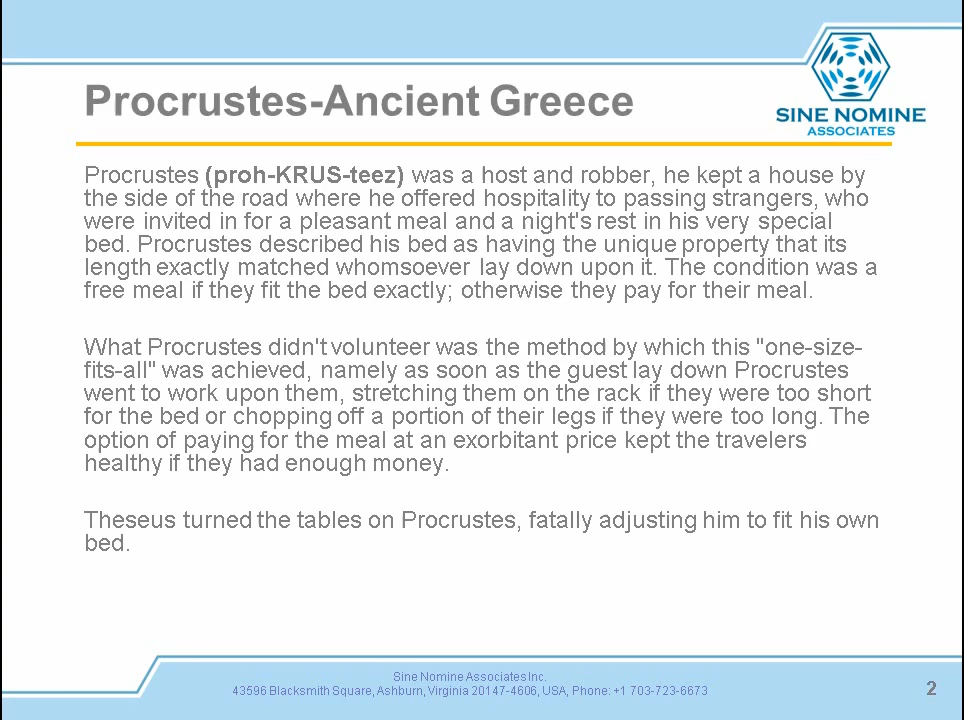 Procrustes-Ancient Greece
SINE NOMINE
ASSOCIATES
Procrustes (proh-KRUS-teez) was a host and robber, he kept a house by
the side of the road where he offered hospitality to passing strangers, who
were invited in for a pleasant meal and a night's rest in his very special
bed. Procrustes described his bed as having the unique property that its
length exactly matched whomsoever lay down upon it. The condition was a
free meal if they fit the bed exactly; otherwise they pay for their meal.
What Procrustes didn't volunteer was the method by which this "one-size-
fits-all" was achieved, namely as soon as the guest lay down Procrustes
went to work upon them, stretching them on the rack if they were too short
for the bed or chopping off a portion of their legs if they were too long. The
option of paying for the meal at an exorbitant price kept the travelers
healthy if they had enough money.
Theseus turned the tables on Procrustes, fatally adjusting him to fit his own
bed.
Sine Nomine Associates Inc.
43596 Blacksmith Square, Ashburn, Virginia 20147-4606, USA, Phone: +1 703-723-6673
2